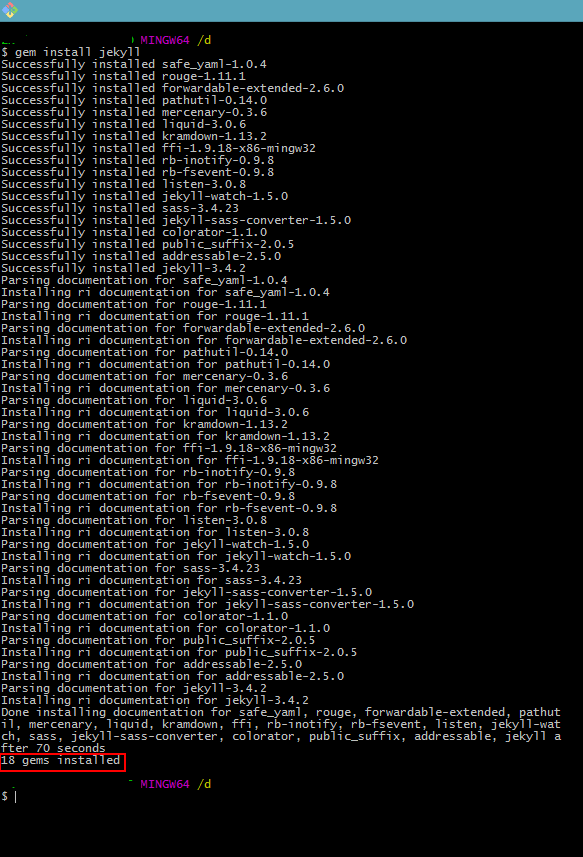 MINGW64 /d
$ gem install jekyll
Successfully installed safe_yaml-1.0.4
Successfully installed rouge-1.11.1
Successfully installed forwardable-extended-2.6.0
Successfully installed pathutil-0.14.0
Successfully installed mercenary-0.3.6
Successfully installed liquid-3.0.6
Successfully installed kramdown-1.13.2
Successfully installed ffi-1.9.18-x86-mingw32
Successfully installed rb-inotify-0.9.8
Successfully installed rb-fsevent-0.9.8
Successfully installed listen-3.0.8
Successfully installed jekyll-watch-1.5.0
Successfully installed sass-3.4.23
Successfully installed jekyll-sass-converter-1.5.0
Successfully installed colorator-1.1.0
Successfully installed public_suffix-2.0.5
Successfully installed addressable-2.5.0
Successfully installed jekyll-3.4.2
Parsing documentation for safe_yaml-1.0.4
Installing ri documentation for safe_yaml-1.0.4
Parsing documentation for rouge-1.11.1
Installing ri documentation for rouge-1.11.1
Parsing documentation for forwardable-extended-2.6.0
Installing ri documentation for forwardable-extended-2.6.0
Parsing documentation for pathutil-0.14.0
Installing ri documentation for pathutil-0.14.0
Parsing documentation for mercenary-0.3.6
Installing ri documentation for mercenary-0.3.6
Parsing documentation for liquid-3.0.6
Installing ri documentation for liquid-3.0.6
Parsing documentation for kramdown-1.13.2
Installing ri documentation for kramdown-1.13.2
Parsing documentation for ffi-1.9.18-x86-mingw32
Installing ri documentation for ffi-1.9.18-x86-mingw32
Parsing documentation for rb-inotify-0.9.8
Installing ri documentation for rb-inotify-0.9.8
Parsing documentation for rb-fsevent-0.9.8
Installing ri documentation for rb-fsevent-0.9.8
Parsing documentation for listen-3.0.8
Installing ri documentation for listen-3.0.8
Parsing documentation for jekyll-watch-1.5.0
Installing ri documentation for jekyll-watch-1.5.0
Parsing documentation for sass-3.4.23
Installing ri documentation for sass-3.4.23
Parsing documentation for jekyll-sass-converter-1.5.0
Installing ri documentation for jekyll-sass-converter-1.5.0
Parsing documentation for colorator-1.1.0
Installing ri documentation for colorator-1.1.0
Parsing documentation for public_suffix-2.0.5
Installing ri documentation for public_suffix-2.0.5
Parsing documentation for addressable-2.5.0
Installing ri documentation for addressable-2.5.0
Parsing documentation for jekyll-3.4.2
Installing ri documentation for jekyll-3.4.2
Done installing documentation for safe_yaml, rouge, forwardable-extended, pathut
il, mercenary, liquid, kramdown, ffi, rb-inotify, rb-fsevent, listen, jekyll-wat
ch, sass, jekyll-sass-converter, colorator, public_suffix, addressable, jekyll a
fter 70 seconds
18 gems installed
MINGW64 /d
$